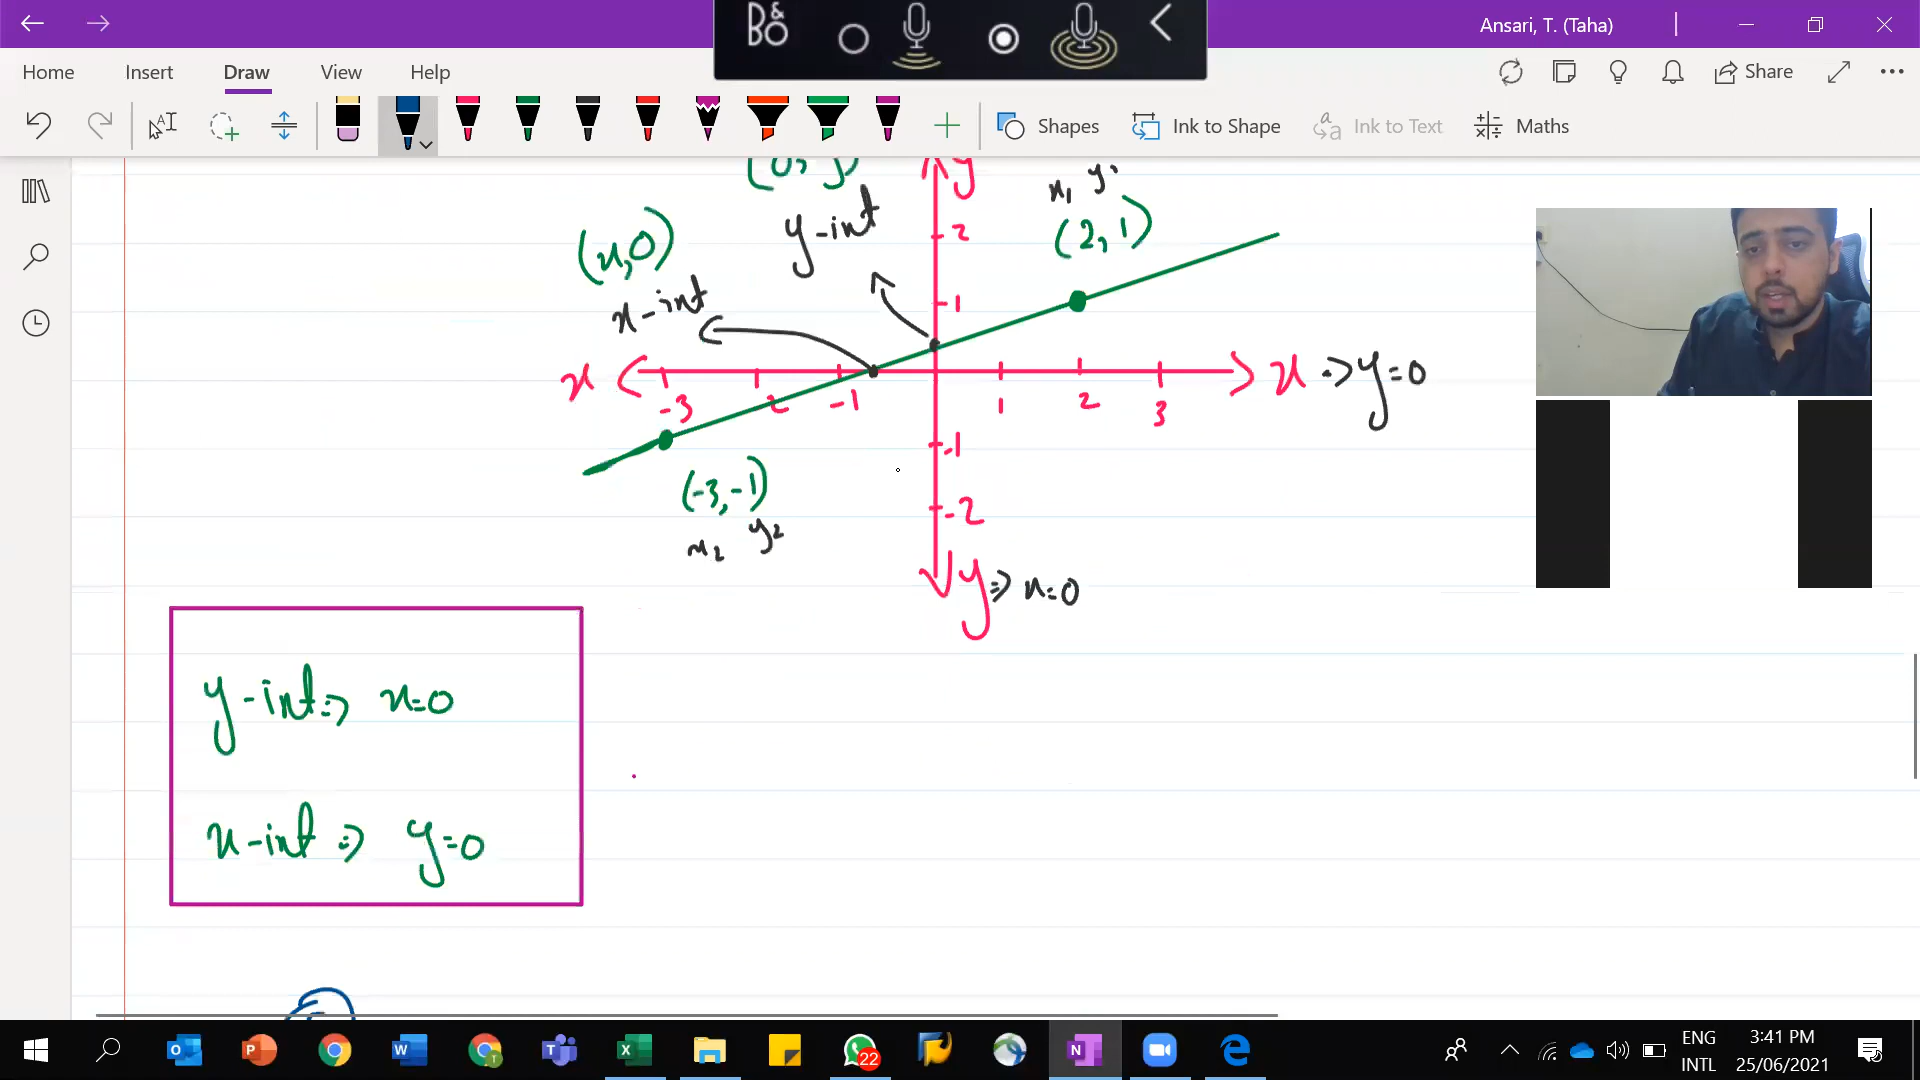 Ansari, T. (Taha)
B&O
Home Insert Draw View Help
Share
Shapes Ink to Shape Ink to Text Maths
y
x₁ y₁
2
(2,1)
(x,0)
y-int
x-int
1
x
-3 2 -1 1 2 3
x => y=0
-1
(-3,-1)
x₂ y₂
-2
y => x=0
y-int => x=0
x-int => y=0
22
ENG
INTL
3:41 PM
25/06/2021